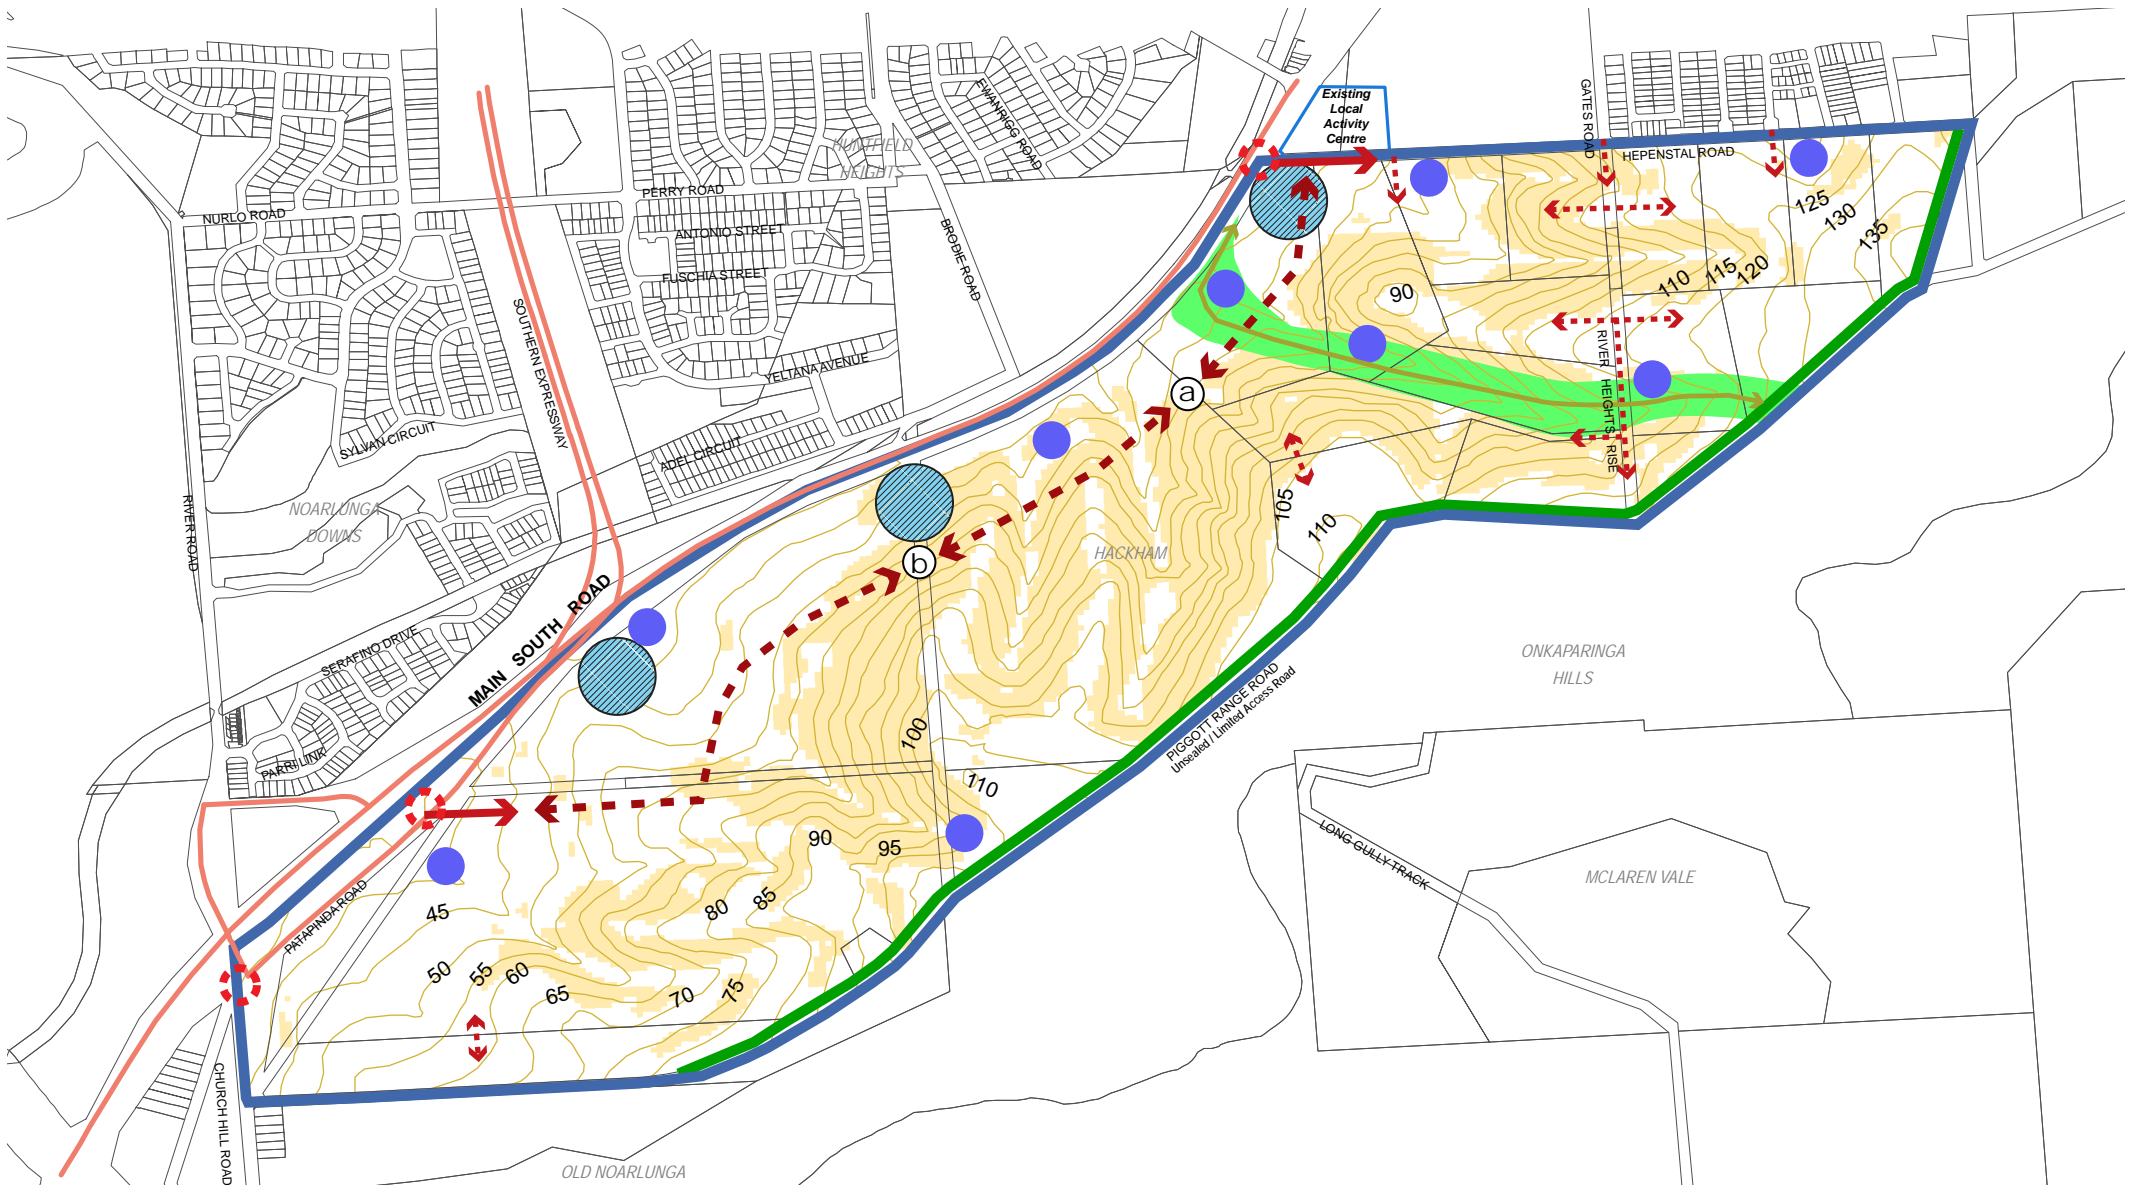 Existing
Local
Activity
Centre
EWANRIGG ROAD
GATES ROAD
HUNTFIELD
HEIGHTS
HEPENSTAL ROAD
PERRY ROAD
NURLO ROAD
ANTONIO STREET
BRODIE ROAD
FUSCHIA STREET
125
130
135
110
115
120
90
SOUTHERN EXPRESSWAY
YELTANA AVENUE
RIVER HEIGHTS RISE
a
SYLVAN CIRCUIT
ADEL CIRCUIT
RIVER ROAD
NOARLUNGA
DOWNS
105
110
HACKHAM
b
MAIN SOUTH ROAD
SERAFINO DRIVE
ONKAPARINGA
HILLS
PIGGOTT RANGE ROAD
Unsealed / Limited Access Road
100
PARRI LINK
110
90
95
LONG GULLY TRACK
MCLAREN VALE
PATAPINDA ROAD
45
80
85
50
55
60
65
70
75
CHURCH HILL ROAD
OLD NOARLUNGA